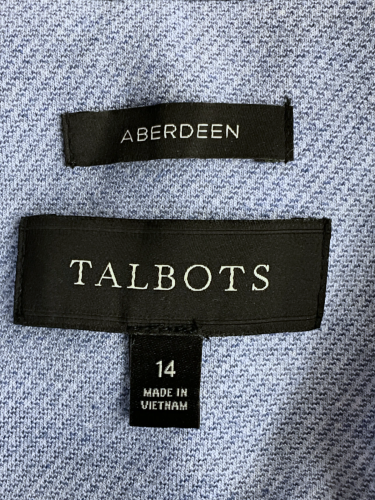 ABERDEEN
TALBOTS
14
MADE IN
VIETNAM